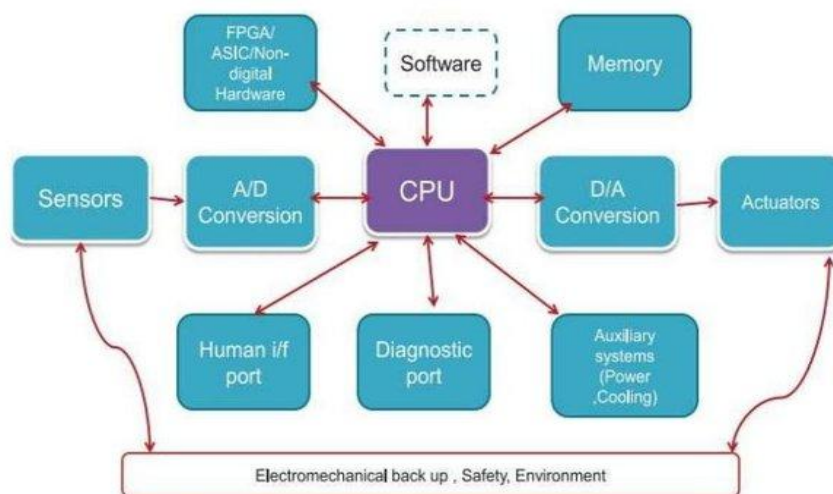 FPGA/
ASIC/Non-
digital
Hardware
Software
Memory
Sensors
A/D
Conversion
CPU
D/A
Conversion
Actuators
Human i/f
port
Diagnostic
port
Auxiliary
systems
(Power
,Cooling)
Electromechanical back up , Safety, Environment